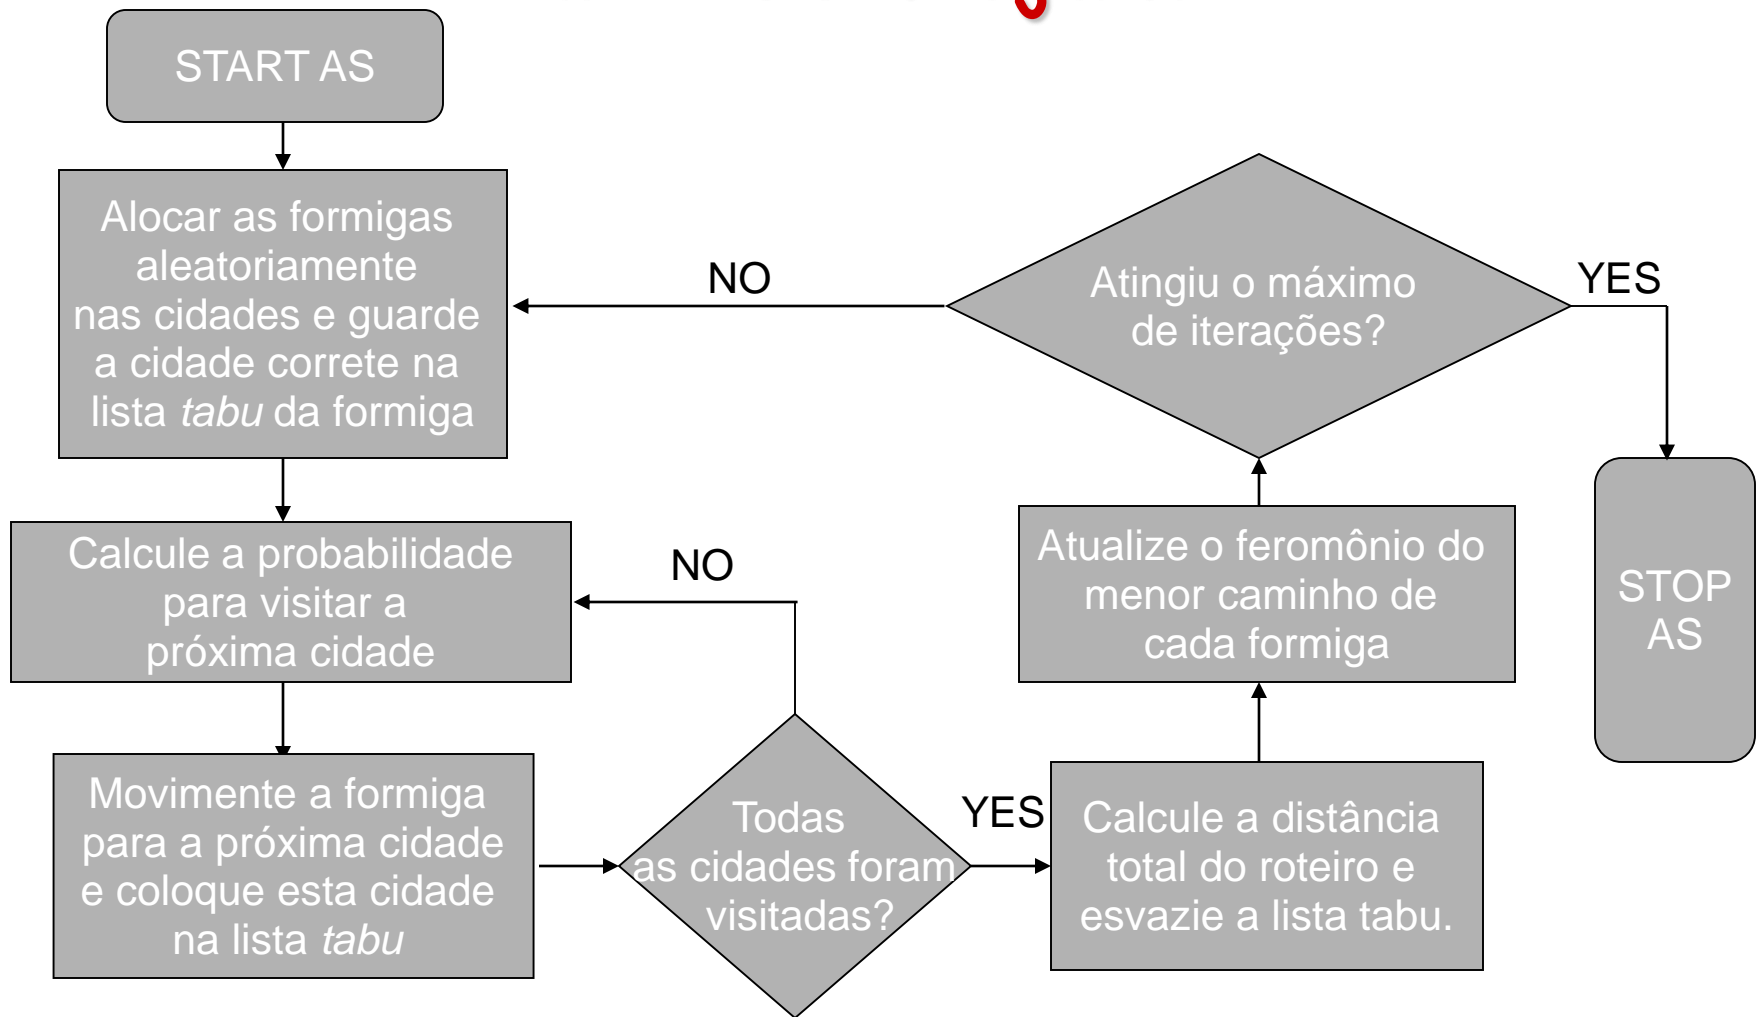 START AS
Alocar as formigas
aleatoriamente
nas cidades e guarde
a cidade correte na
lista tabu da formiga
Calcule a probabilidade
para visitar a
próxima cidade
Movimente a formiga
para a próxima cidade
e coloque esta cidade
na lista tabu
NO
Todas
as cidades foram
visitadas?
YES
Calcule a distância
total do roteiro e
esvazie a lista tabu.
Atualize o feromônio do
menor caminho de
cada formiga
Atingiu o máximo
de iterações?
NO
YES
STOP
AS